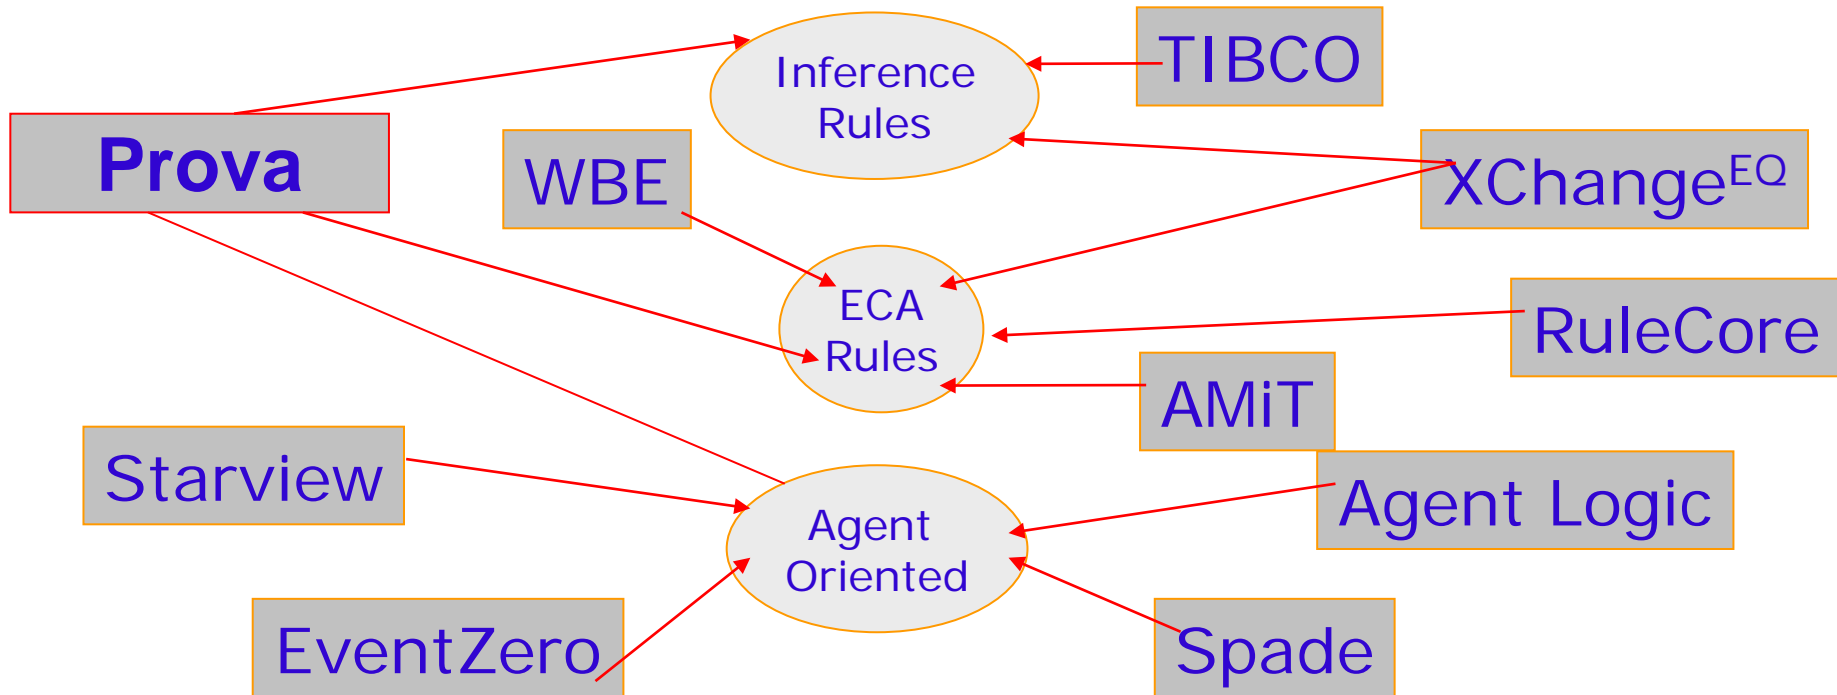 Inference
Rules
TIBCO
Prova
WBE
XChangeEQ
ECA
Rules
RuleCore
AMiT
Starview
Agent Logic
Agent
Oriented
EventZero
Spade